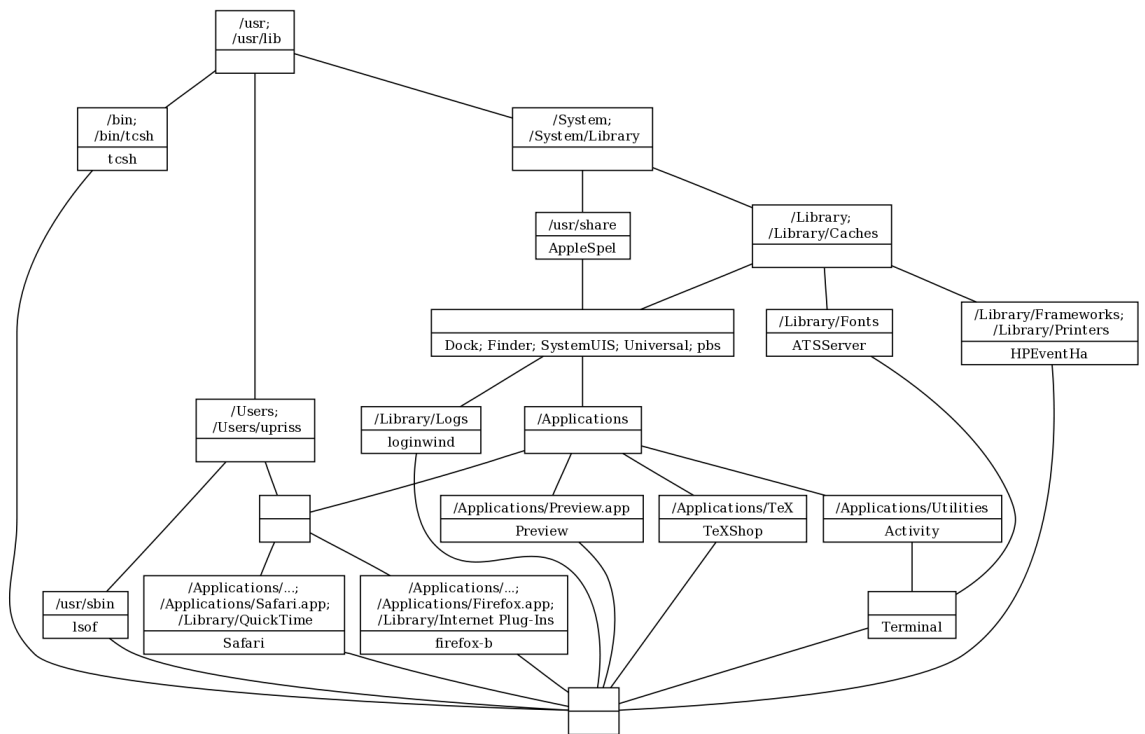 /usr;
/usr/lib
/bin;
/bin/tcsh
tcsh
/System;
/System/Library
/usr/share
AppleSpel
/Library;
/Library/Caches
Dock; Finder; SystemUIS; Universal; pbs
/Library/Fonts
ATSServer
/Library/Frameworks;
/Library/Printers
HPEventHa
/Users;
/Users/upriss
/Library/Logs
loginwind
/Applications
/Applications/Preview.app
Preview
/Applications/TeX
TeXShop
/Applications/Utilities
Activity
/usr/sbin
lsof
/Applications/...;
/Applications/Safari.app;
/Library/QuickTime
Safari
/Applications/...;
/Applications/Firefox.app;
/Library/Internet Plug-Ins
firefox-b
Terminal